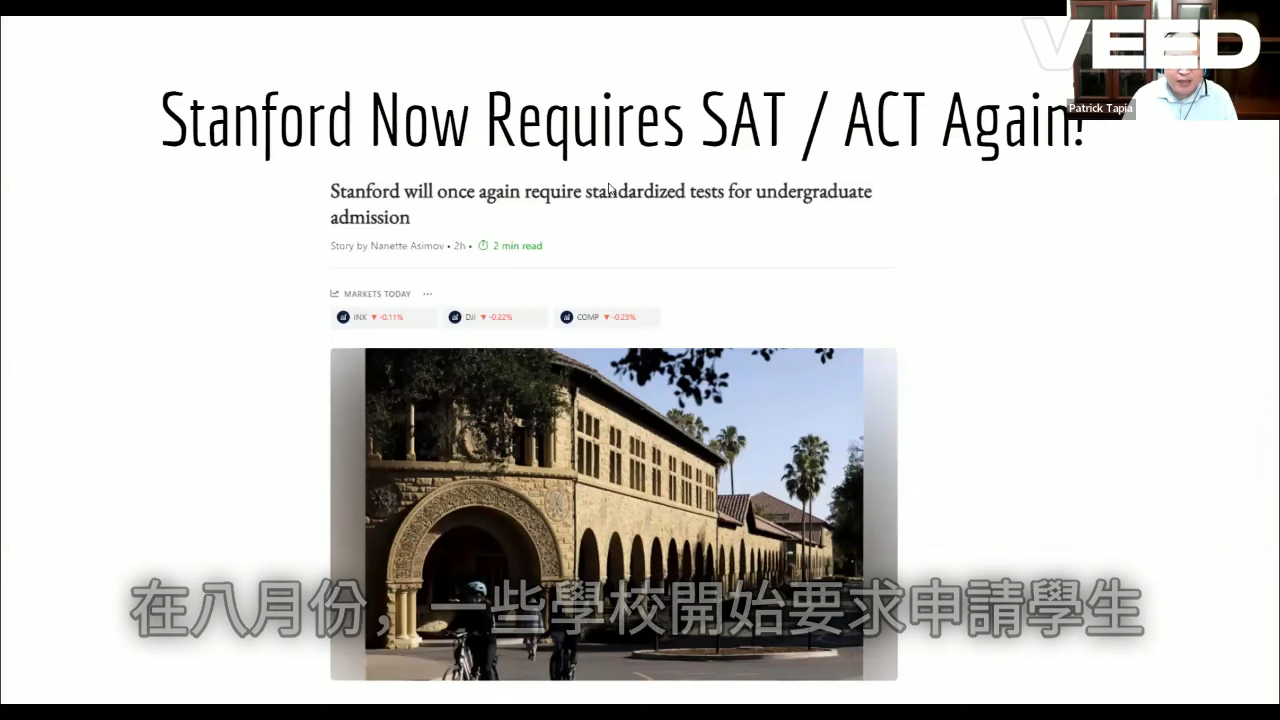 VEED
Patrick Tapia
Stanford Now Requires SAT / ACT Again!
Stanford will once again require standardized tests for undergraduate
admission
Story by Nanette Asimov • 2h • 2 min read
MARKETS TODAY ...
INX ▼ -0.11% DJI ▼ -0.22% COMP ▼ -0.23%
在八月份，一些學校開始要求申請學生